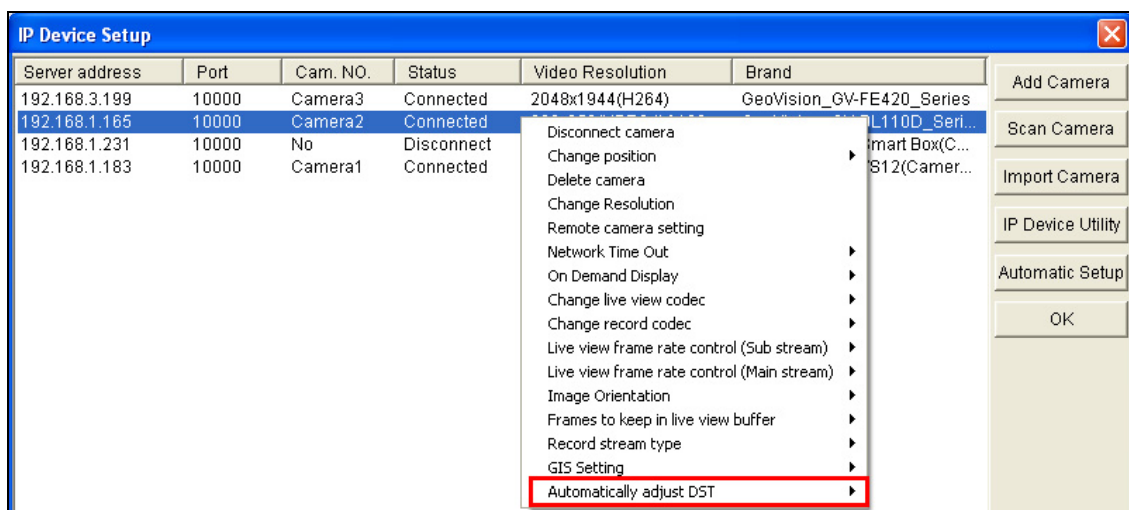 IP Device Setup
Server address Port Cam. NO. Status Video Resolution Brand
192.168.3.199 10000 Camera3 Connected 2048x1944(H264) GeoVision_GV-FE420_Series
192.168.1.165 10000 Camera2 Connected L110D_Seri...
192.168.1.231 10000 No Disconnect mart Box(C...
192.168.1.183 10000 Camera1 Connected S12(Camer...
Disconnect camera
Change position
Delete camera
Change Resolution
Remote camera setting
Network Time Out
On Demand Display
Change live view codec
Change record codec
Live view frame rate control (Sub stream)
Live view frame rate control (Main stream)
Image Orientation
Frames to keep in live view buffer
Record stream type
GIS Setting
Automatically adjust DST
Add Camera
Scan Camera
Import Camera
IP Device Utility
Automatic Setup
OK